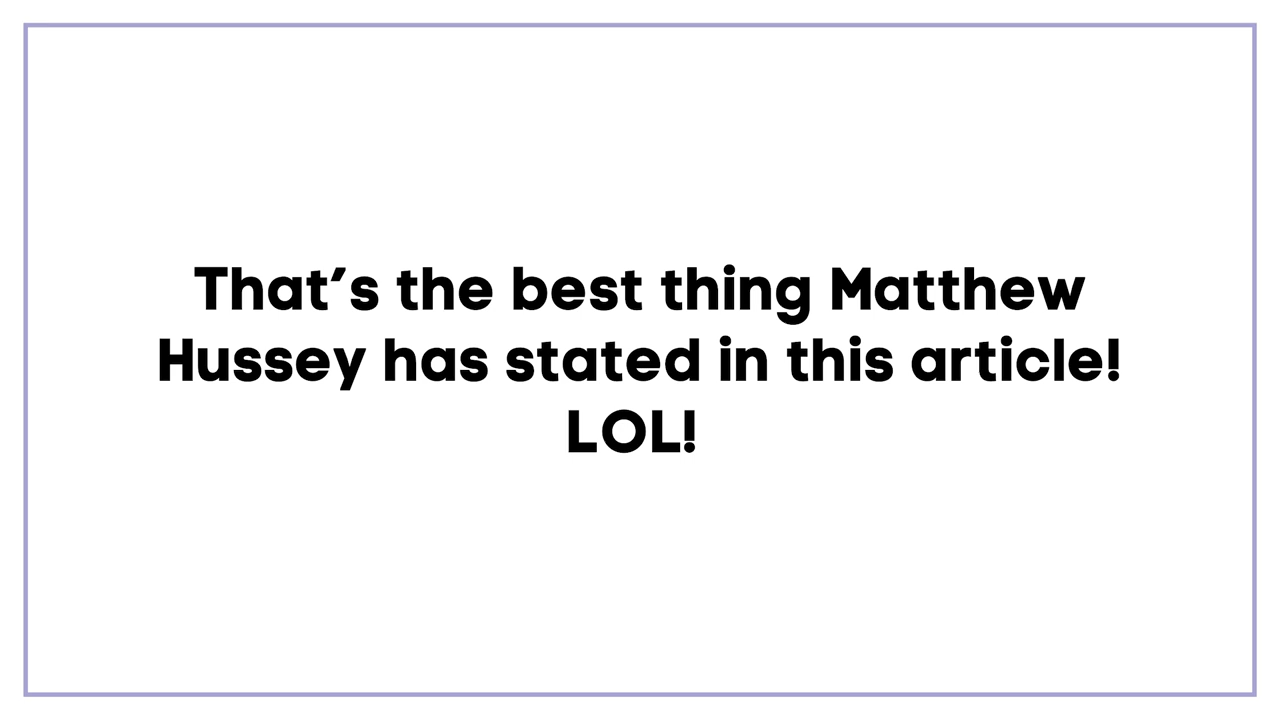 That’s the best thing Matthew
Hussey has stated in this article!
LOL!